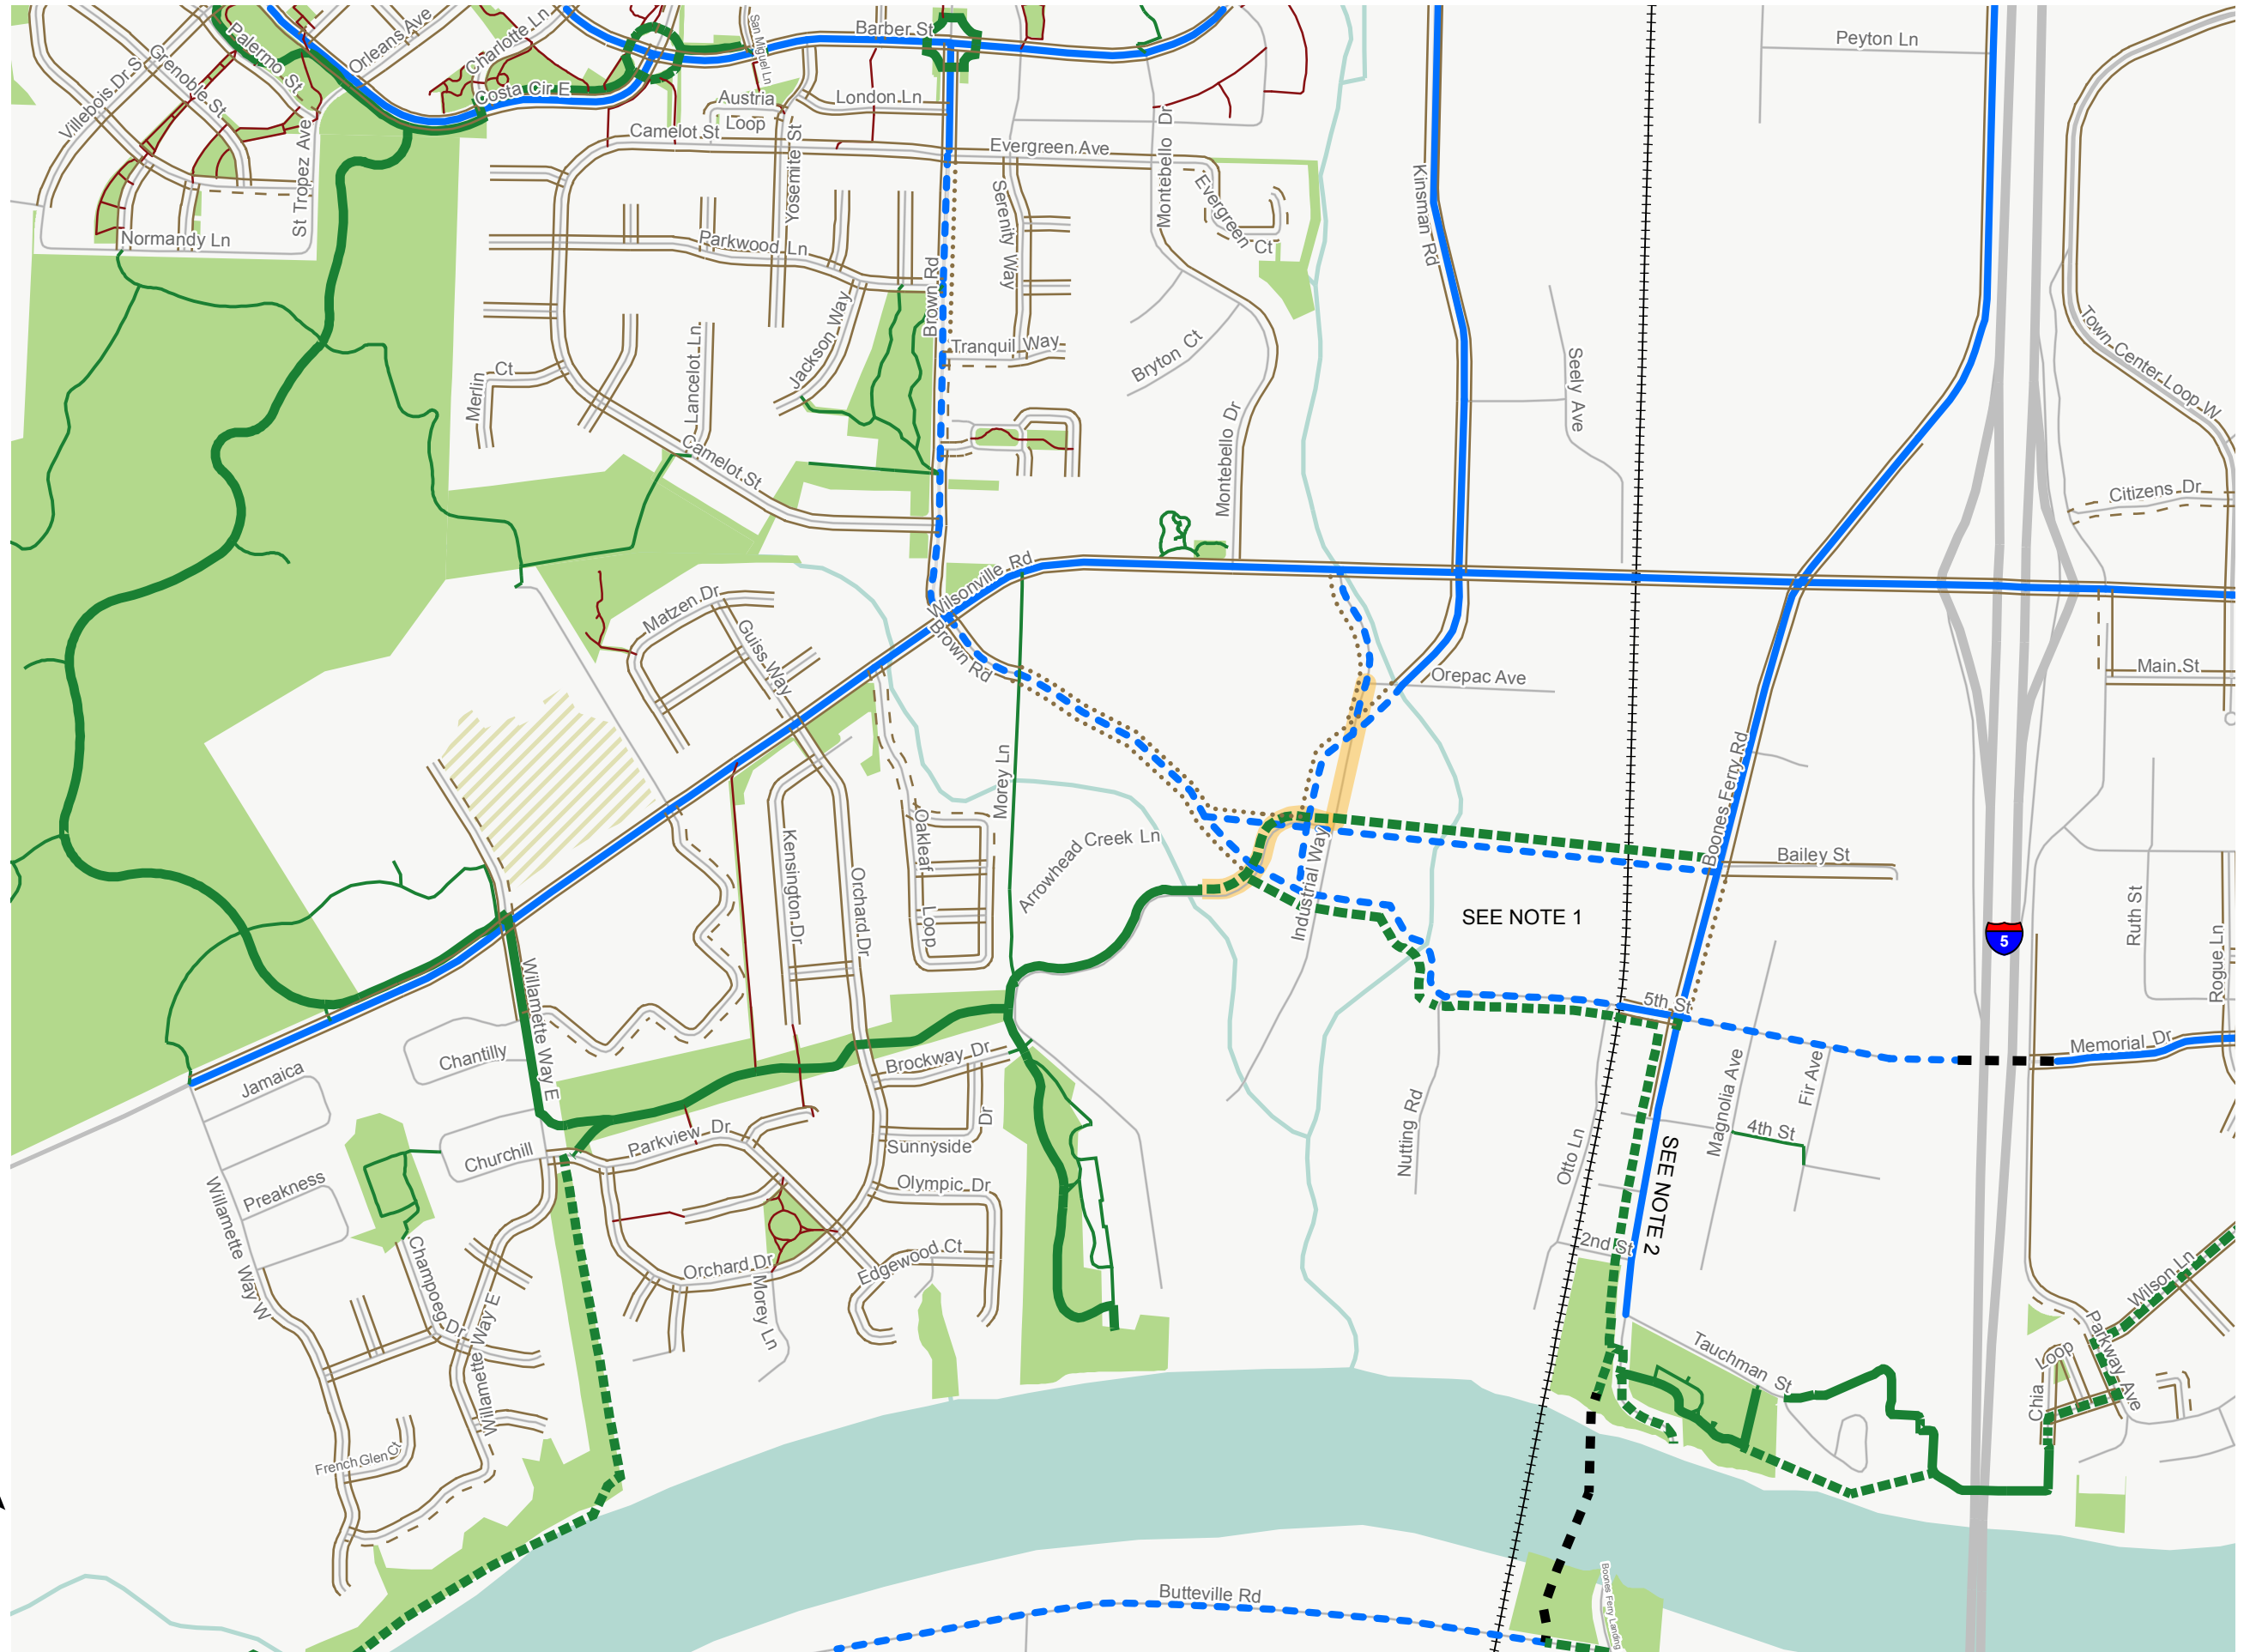 Barber St
Peyton Ln
Palermo St
Orleans Ave
Charlotte Ln
San Miguel Ln
Villebois Dr S
Grenoble St
Costa Cir E
Austria
Loop
London Ln
Camelot St
Evergreen Ave
Yosemite St
Montebello Dr
St Tropez Ave
Normandy Ln
Parkwood Ln
Serenity Way
Evergreen Ct
Kinsman Rd
Brown Rd
Jackson Way
Tranquil Way
Bryton Ct
Seely Ave
Town Center Loop W
Merlin Ct
Lancelot Ln
Camelot St
Montebello Dr
Citizens Dr
Wilsonville Rd
Matzen Dr
Guiss Way
Brown Rd
Orepac Ave
Main St
Morey Ln
Boones Ferry Rd
Oakleaf
Loop
Arrowhead Creek Ln
Industrial Way
Bailey St
Kensington Dr
Orchard Dr
SEE NOTE 1
Ruth St
Rogue Ln
5
Willamette Way E
5th St
Memorial Dr
Chantilly
Jamaica
Brockway Dr
Magnolia Ave
Fir Ave
Nutting Rd
4th St
Parkview Dr
Sunnyside
Dr
Otto Ln
Churchill
Preakness
Olympic Dr
SEE NOTE 2
Willamette Way W
Champoeg Dr
Orchard Dr
Edgewood Ct
2nd St
Wilson Ln
Morey Ln
Willamette Way E
Willamette
Tauchman St
Parkway Ave
Loop
Chia
French Glen Ct
Butteville Rd
Boones Ferry Landing